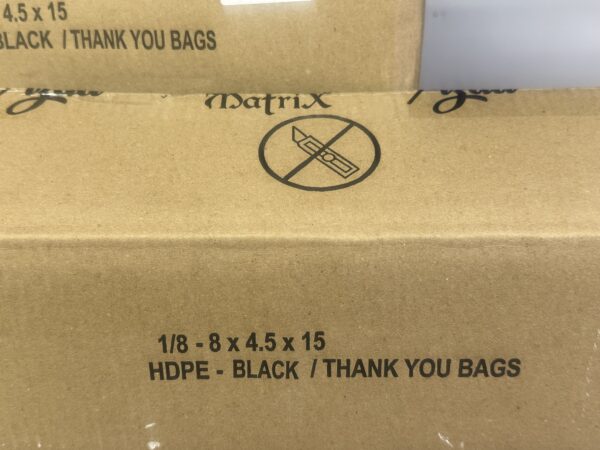 4.5 x 15
BLACK / THANK YOU BAGS
Matrix
1/8 - 8 x 4.5 x 15
HDPE - BLACK / THANK YOU BAGS